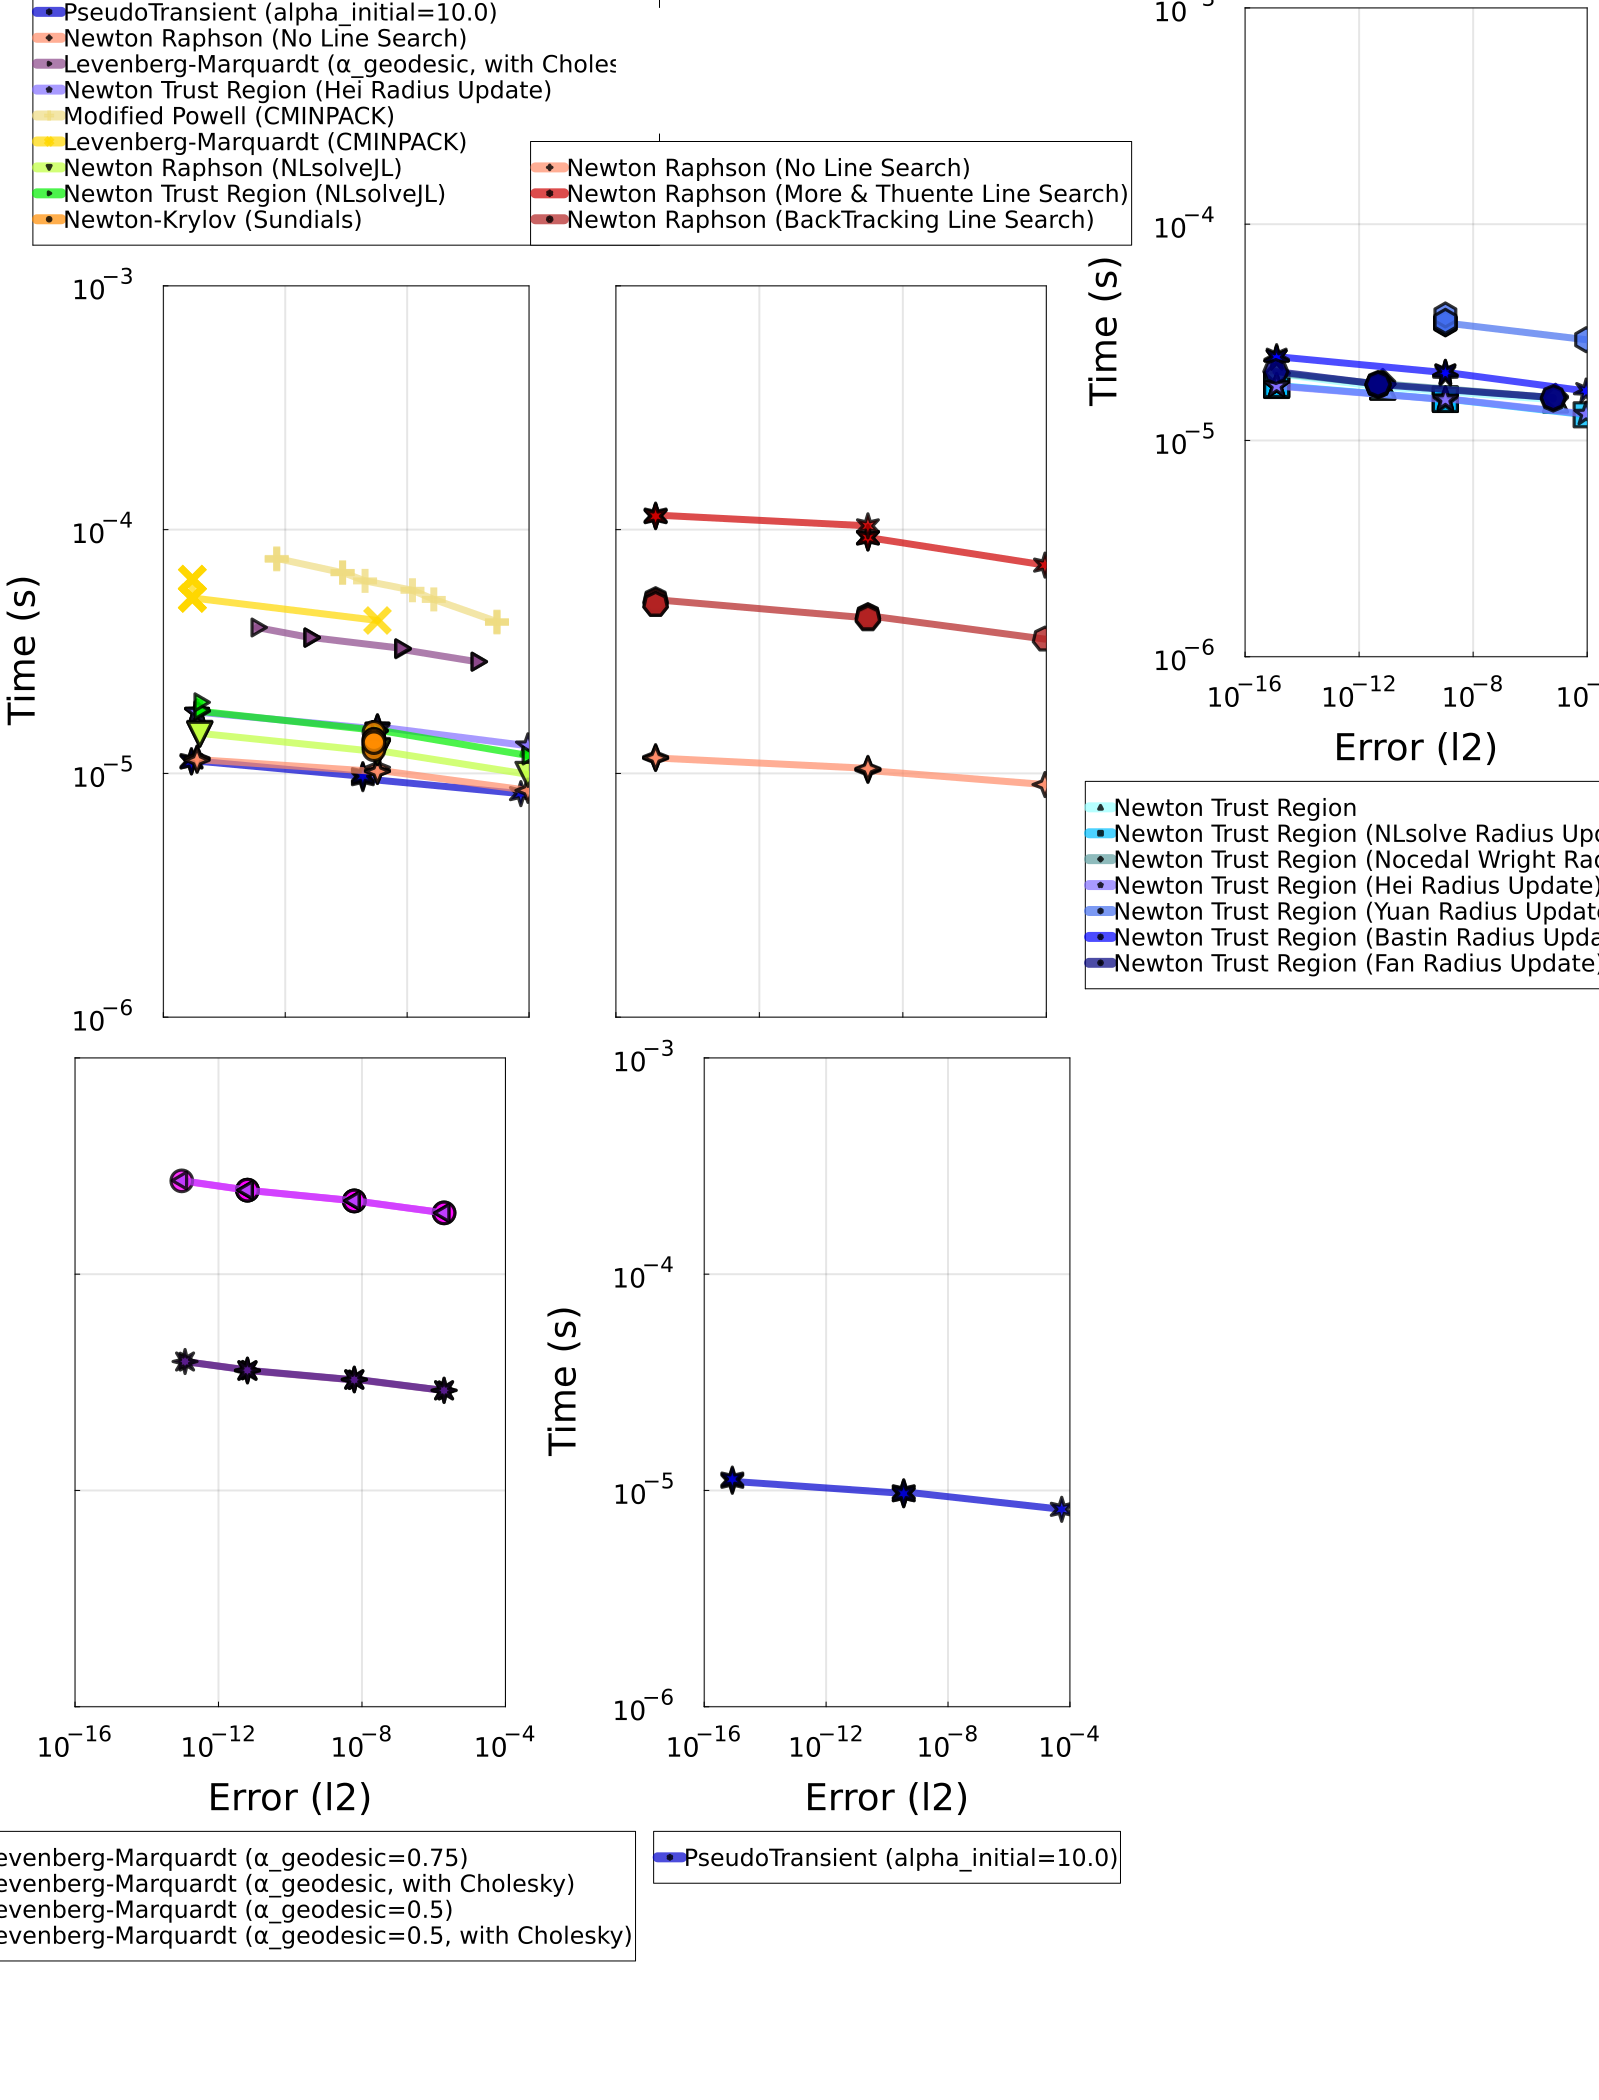 PseudoTransient (alpha_initial=10.0)
Newton Raphson (No Line Search)
Levenberg-Marquardt (α_geodesic, with Choles
Newton Trust Region (Hei Radius Update)
Modified Powell (CMINPACK)
Levenberg-Marquardt (CMINPACK)
Newton Raphson (NLsolveJL)
Newton Trust Region (NLsolveJL)
Newton-Krylov (Sundials)
Newton Raphson (No Line Search)
Newton Raphson (More & Thuente Line Search)
Newton Raphson (BackTracking Line Search)
10⁻³
10⁻⁴
10⁻⁵
10⁻⁶
Time (s)
10⁻⁴
10⁻⁵
10⁻⁶
Time (s)
10⁻¹⁶ 10⁻¹² 10⁻⁸
Error (l2)
Newton Trust Region
Newton Trust Region (NLsolve Radius Upd
Newton Trust Region (Nocedal Wright Rad
Newton Trust Region (Hei Radius Update)
Newton Trust Region (Yuan Radius Update
Newton Trust Region (Bastin Radius Upda
Newton Trust Region (Fan Radius Update)
10⁻¹⁶ 10⁻¹² 10⁻⁸ 10⁻⁴
Error (l2)
evenberg-Marquardt (α_geodesic=0.75)
evenberg-Marquardt (α_geodesic, with Cholesky)
evenberg-Marquardt (α_geodesic=0.5)
evenberg-Marquardt (α_geodesic=0.5, with Cholesky)
10⁻³
10⁻⁴
10⁻⁵
10⁻⁶
Time (s)
10⁻¹⁶ 10⁻¹² 10⁻⁸ 10⁻⁴
Error (l2)
PseudoTransient (alpha_initial=10.0)